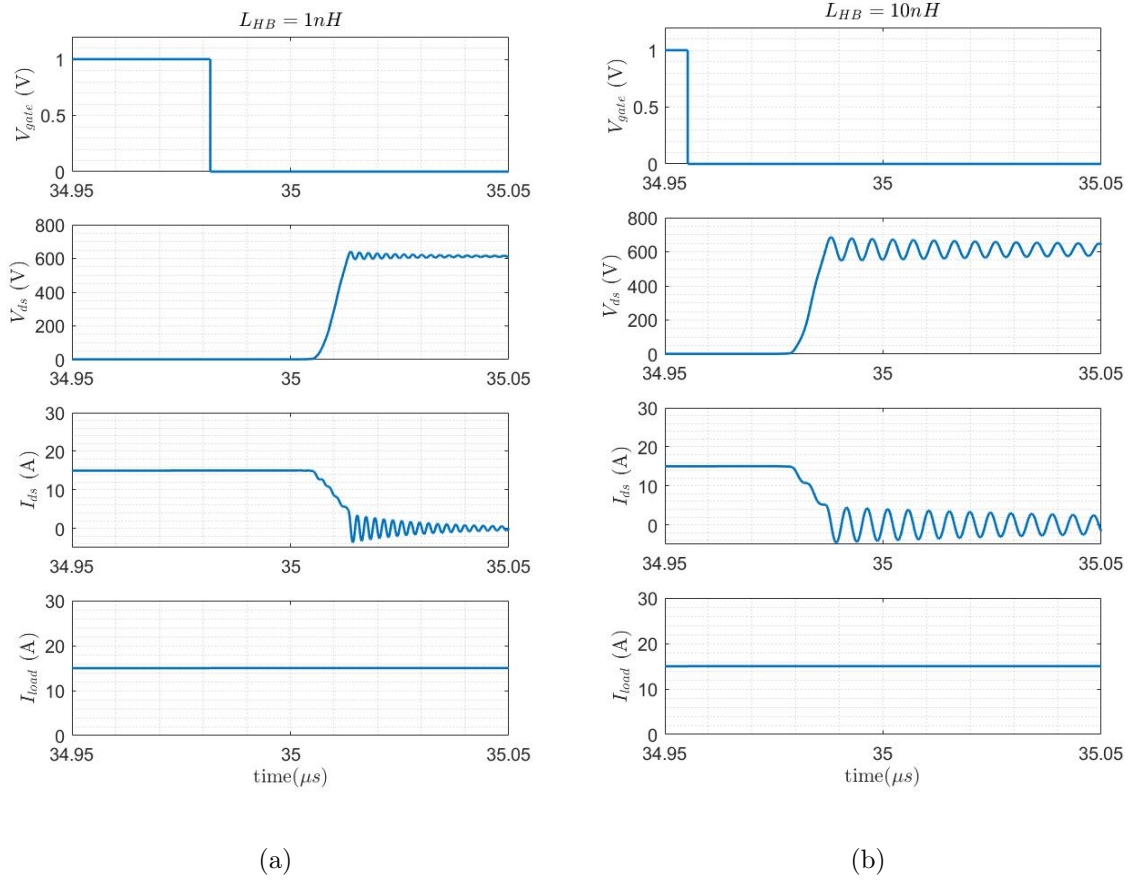 L_HB = 1nH
V_gate (V)
1
0.5
0
34.95 35 35.05
V_ds (V)
800
600
400
200
0
34.95 35 35.05
I_ds (A)
30
20
10
0
34.95 35 35.05
I_load (A)
30
20
10
0
34.95 35 35.05
time(μs)
(a)
L_HB = 10nH
V_gate (V)
1
0.5
0
34.95 35 35.05
V_ds (V)
800
600
400
200
0
34.95 35 35.05
I_ds (A)
30
20
10
0
34.95 35 35.05
I_load (A)
30
20
10
0
34.95 35 35.05
time(μs)
(b)